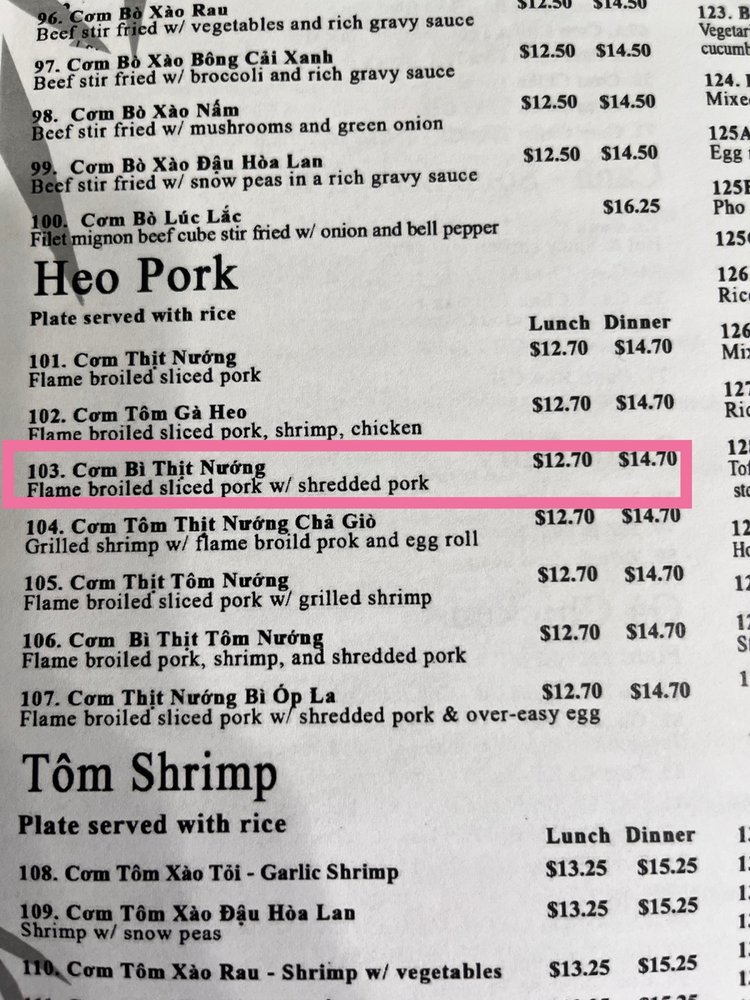 96. Cơm Bò Xào Rau $12.50 $14.50
Beef stir fried w/ vegetables and rich gravy sauce
97. Cơm Bò Xào Bông Cải Xanh $12.50 $14.50
Beef stir fried w/ broccoli and rich gravy sauce
98. Cơm Bò Xào Nấm $12.50 $14.50
Beef stir fried w/ mushrooms and green onion
99. Cơm Bò Xào Đậu Hòa Lan $12.50 $14.50
Beef stir fried w/ snow peas in a rich gravy sauce
100. Cơm Bò Lúc Lắc $16.25
Filet mignon beef cube stir fried w/ onion and bell pepper
Heo Pork
Plate served with rice
Lunch Dinner
101. Cơm Thịt Nướng $12.70 $14.70
Flame broiled sliced pork
102. Cơm Tôm Gà Heo $12.70 $14.70
Flame broiled sliced pork, shrimp, chicken
103. Cơm Bì Thịt Nướng $12.70 $14.70
Flame broiled sliced pork w/ shredded pork
104. Cơm Tôm Thịt Nướng Chả Giò $12.70 $14.70
Grilled shrimp w/ flame broild prok and egg roll
105. Cơm Thịt Tôm Nướng $12.70 $14.70
Flame broiled sliced pork w/ grilled shrimp
106. Cơm Bì Thịt Tôm Nướng $12.70 $14.70
Flame broiled pork, shrimp, and shredded pork
107. Cơm Thịt Nướng Bì Ốp La $12.70 $14.70
Flame broiled sliced pork w/ shredded pork & over-easy egg
Tôm Shrimp
Plate served with rice
Lunch Dinner
108. Cơm Tôm Xào Tỏi - Garlic Shrimp $13.25 $15.25
109. Cơm Tôm Xào Đậu Hòa Lan $13.25 $15.25
Shrimp w/ snow peas
110. Cơm Tôm Xào Rau - Shrimp w/ vegetables $13.25 $15.25
123.
124.
125A
Egg
Pho
126